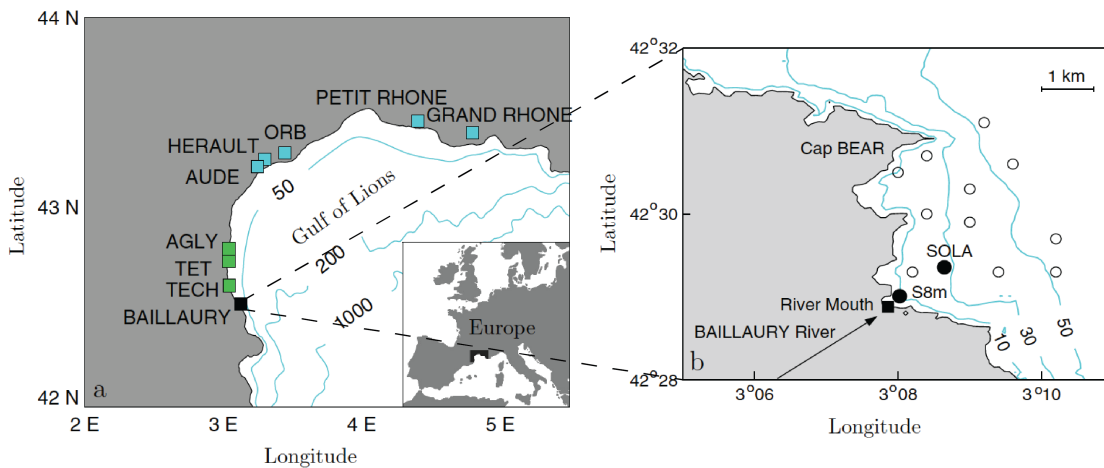 44 N
43 N
42 N
2 E
3 E
4 E
5 E
Latitude
Longitude
PETIT RHONE
GRAND RHONE
ORB
HERAULT
AUDE
50
Gulf of Lions
AGLY
200
TET
TECH
BAILLAURY
1000
Europe
a
42°32
42°30
42°28
3°06
3°08
3°10
Latitude
Longitude
1 km
Cap BEAR
SOLA
S8m
River Mouth
BAILLAURY River
10
30
50
b